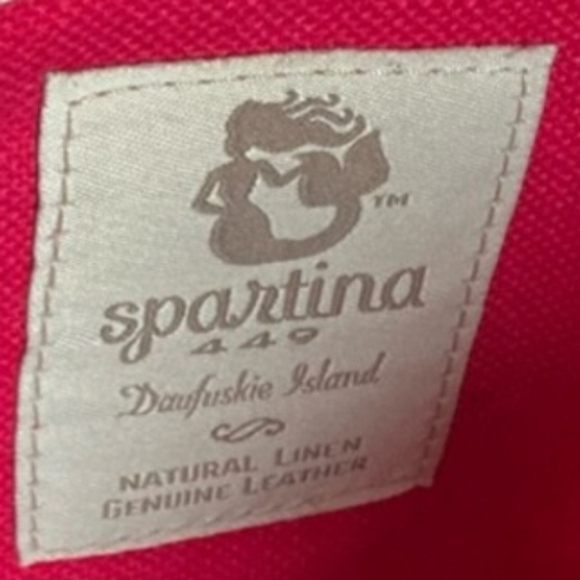 TM
spartina
449
Daufuskie Island
NATURAL LINEN
GENUINE LEATHER